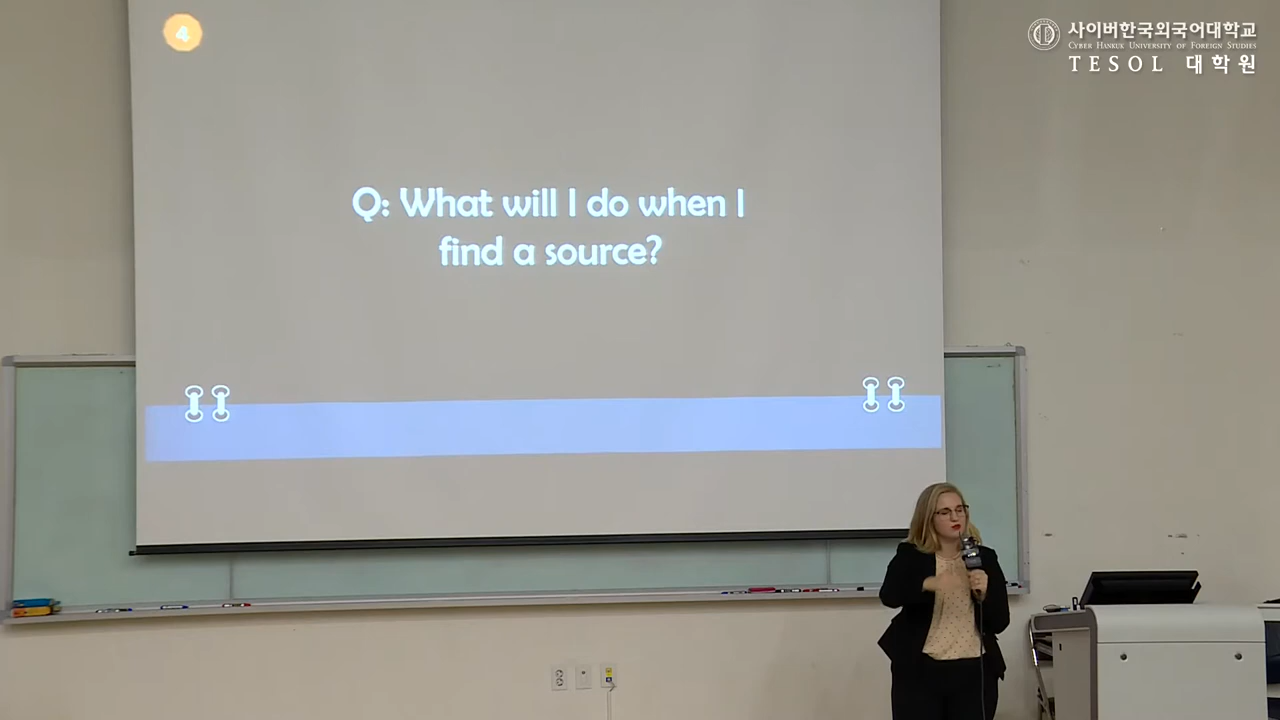 4
사이버한국외국어대학교
CYBER HANKUK UNIVERSITY OF FOREIGN STUDIES
TESOL 대학원
Q: What will I do when I
find a source?